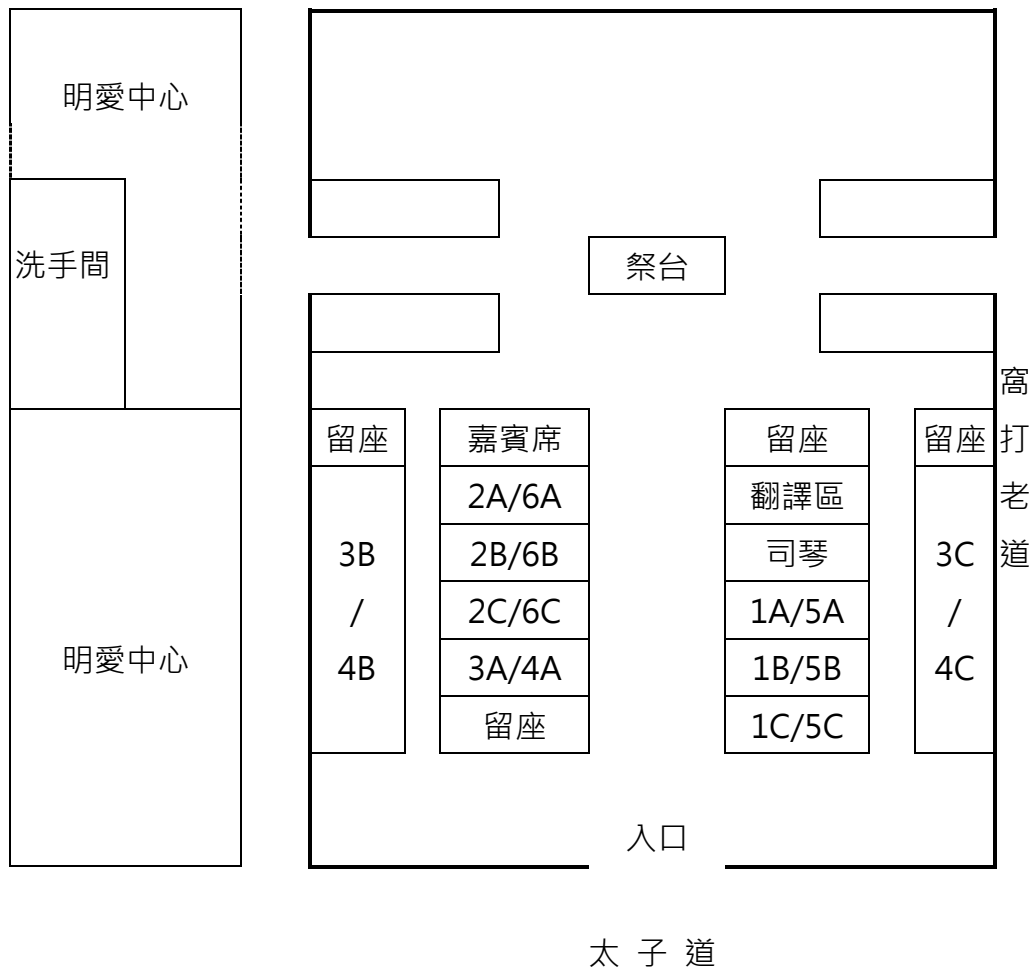 明愛中心
洗手間
祭台
窩打老道
留座 嘉賓席 留座 留座
2A/6A 翻譯區
3B / 4B
2B/6B 司琴
3C / 4C
2C/6C 1A/5A
3A/4A 1B/5B
留座 1C/5C
明愛中心
入口
太子道